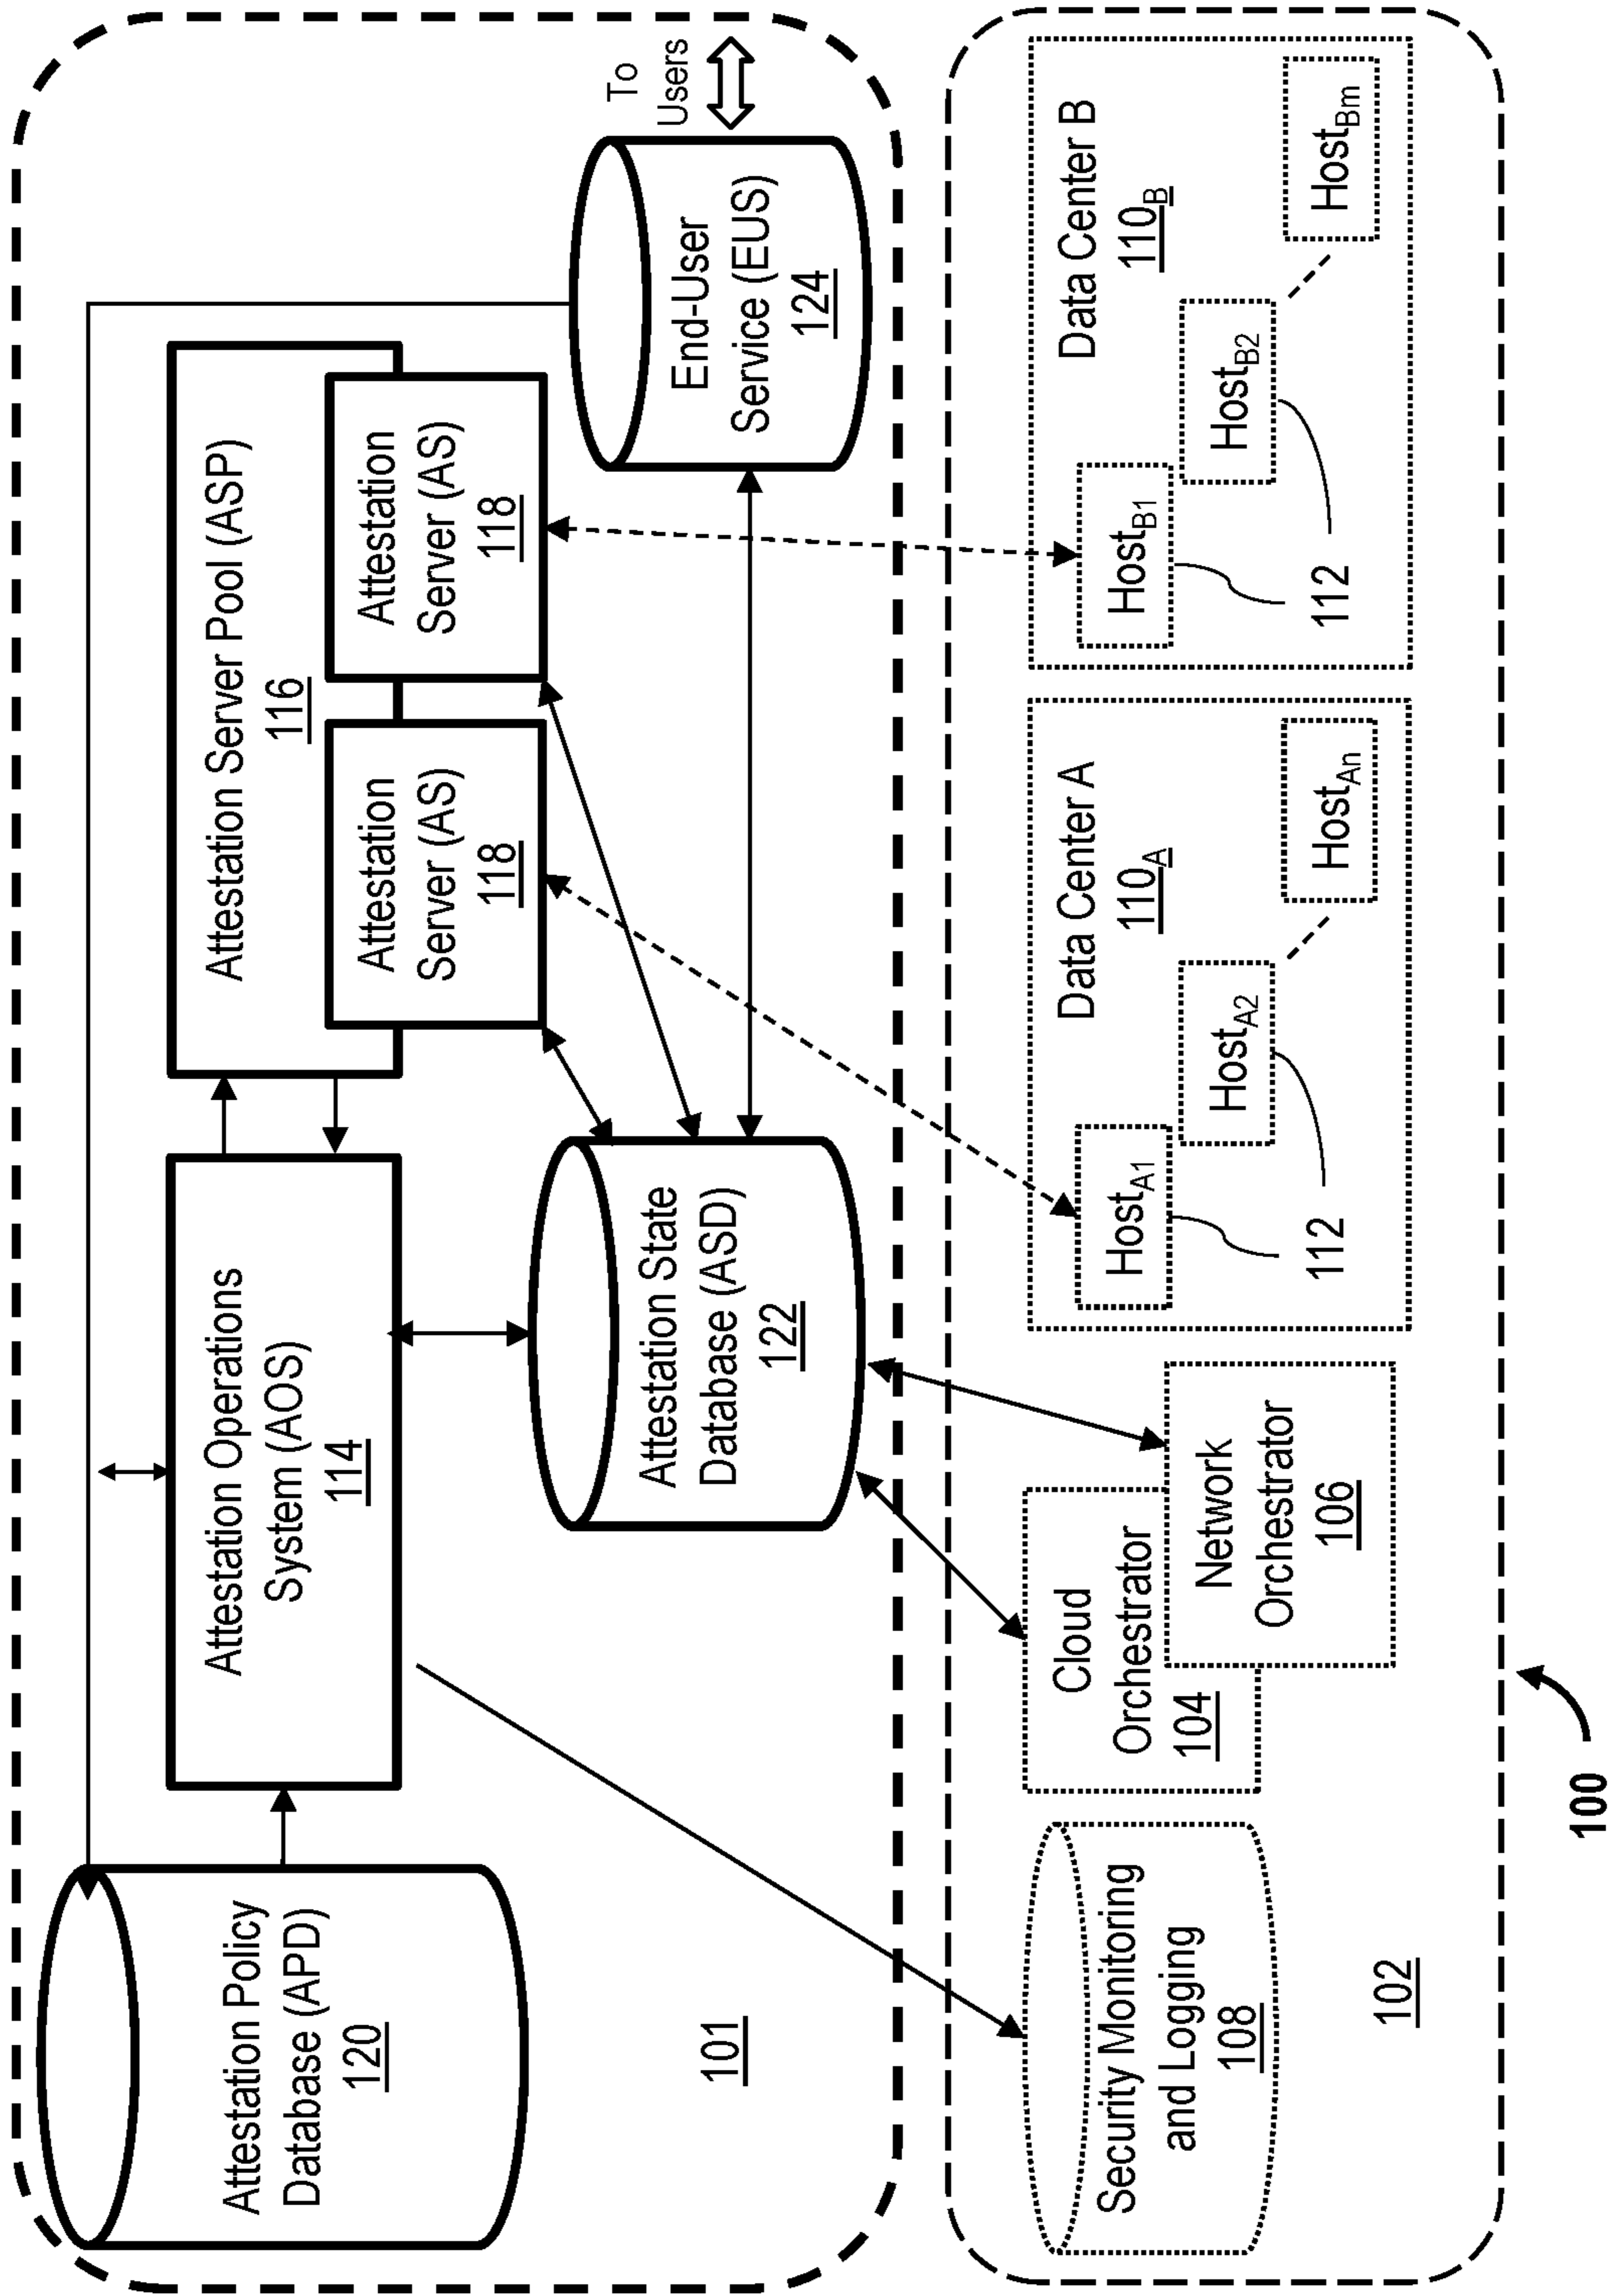 Attestation Policy
Database (APD)
120
Attestation Operations
System (AOS)
114
Attestation Server Pool (ASP)
116
Attestation
Server (AS)
118
Attestation
Server (AS)
118
Attestation State
Database (ASD)
122
End-User
Service (EUS)
124
To
Users
101
Security Monitoring
and Logging
108
Cloud
Orchestrator
104
Network
Orchestrator
106
Data Center A
110A
HostA1
HostA2
HostAn
112
Data Center B
110B
HostB1
HostB2
HostBm
112
102
100